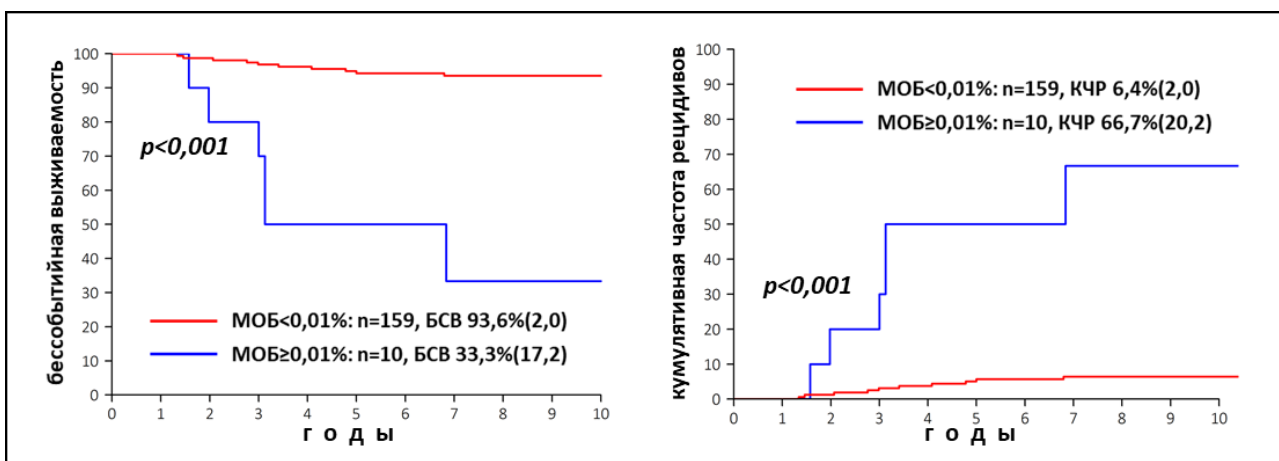 бессобытийная выживаемость
100
90
80
70
60
50
40
30
20
10
0
p<0,001
МОБ<0,01%: n=159, БСВ 93,6%(2,0)
МОБ≥0,01%: n=10, БСВ 33,3%(17,2)
0 1 2 3 4 5 6 7 8 9 10
г о д ы
кумулятивная частота рецидивов
100
90
80
70
60
50
40
30
20
10
0
МОБ<0,01%: n=159, КЧР 6,4%(2,0)
МОБ≥0,01%: n=10, КЧР 66,7%(20,2)
p<0,001
0 1 2 3 4 5 6 7 8 9 10
г о д ы